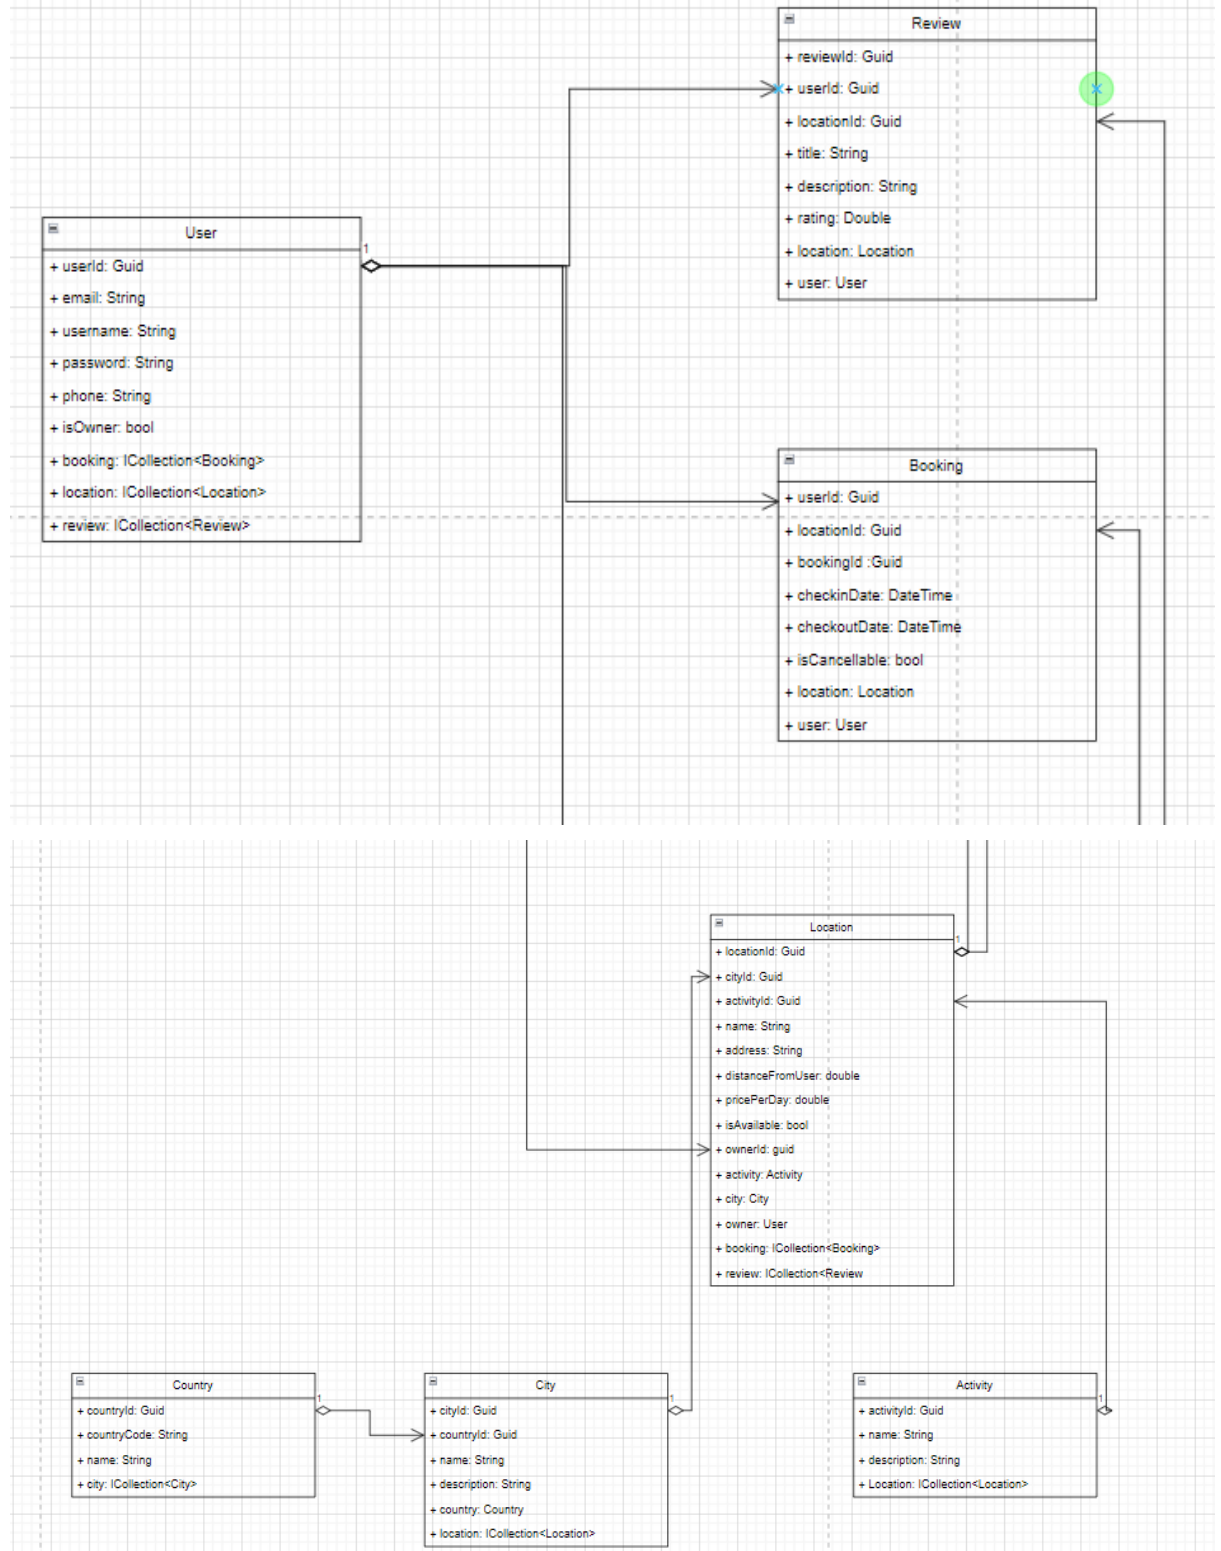 Review
+ reviewId: Guid
+ userId: Guid
+ locationId: Guid
+ title: String
+ description: String
+ rating: Double
+ location: Location
+ user: User
User
1
+ userId: Guid
+ email: String
+ username: String
+ password: String
+ phone: String
+ isOwner: bool
+ booking: ICollection<Booking>
+ location: ICollection<Location>
+ review: ICollection<Review>
Booking
+ userId: Guid
+ locationId: Guid
+ bookingId :Guid
+ checkinDate: DateTime
+ checkoutDate: DateTime
+ isCancellable: bool
+ location: Location
+ user: User
Location
1
+ locationId: Guid
+ cityId: Guid
+ activityId: Guid
+ name: String
+ address: String
+ distanceFromUser: double
+ pricePerDay: double
+ isAvailable: bool
+ ownerId: guid
+ activity: Activity
+ city: City
+ owner: User
+ booking: ICollection<Booking>
+ review: ICollection<Review
Country
1
+ countryId: Guid
+ countryCode: String
+ name: String
+ city: ICollection<City>
City
1
+ cityId: Guid
+ countryId: Guid
+ name: String
+ description: String
+ country: Country
+ location: ICollection<Location>
Activity
1
+ activityId: Guid
+ name: String
+ description: String
+ Location: ICollection<Location>